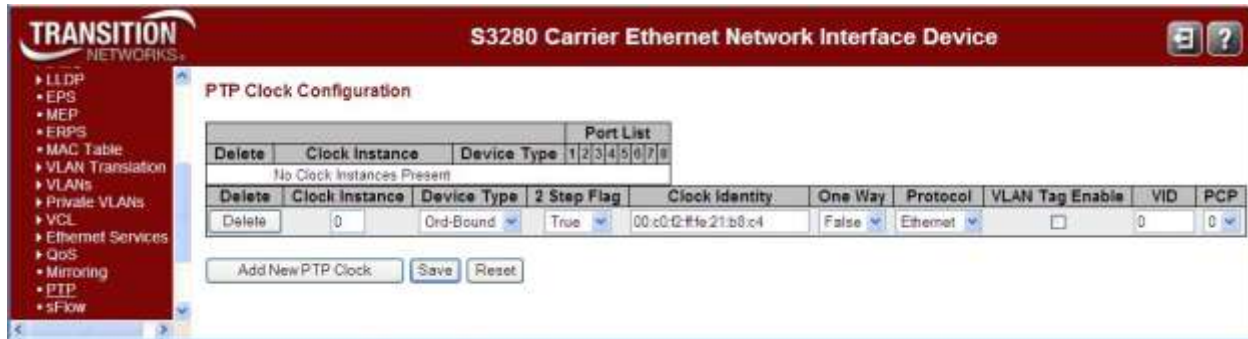 TRANSITION
NETWORKS®
S3280 Carrier Ethernet Network Interface Device
?
LLDP
EPS
MEP
ERPS
MAC Table
VLAN Translation
VLANs
Private VLANs
VCL
Ethernet Services
QoS
Mirroring
PTP
sFlow
PTP Clock Configuration
Port List
Delete Clock Instance Device Type 1 2 3 4 5 6 7 8
No Clock Instances Present
Delete Clock Instance Device Type 2 Step Flag Clock Identity One Way Protocol VLAN Tag Enable VID PCP
Delete 0 Ord-Bound True 00:c0:f2:ff:fe:21:b8:c4 False Ethernet 0 0
Add New PTP Clock Save Reset